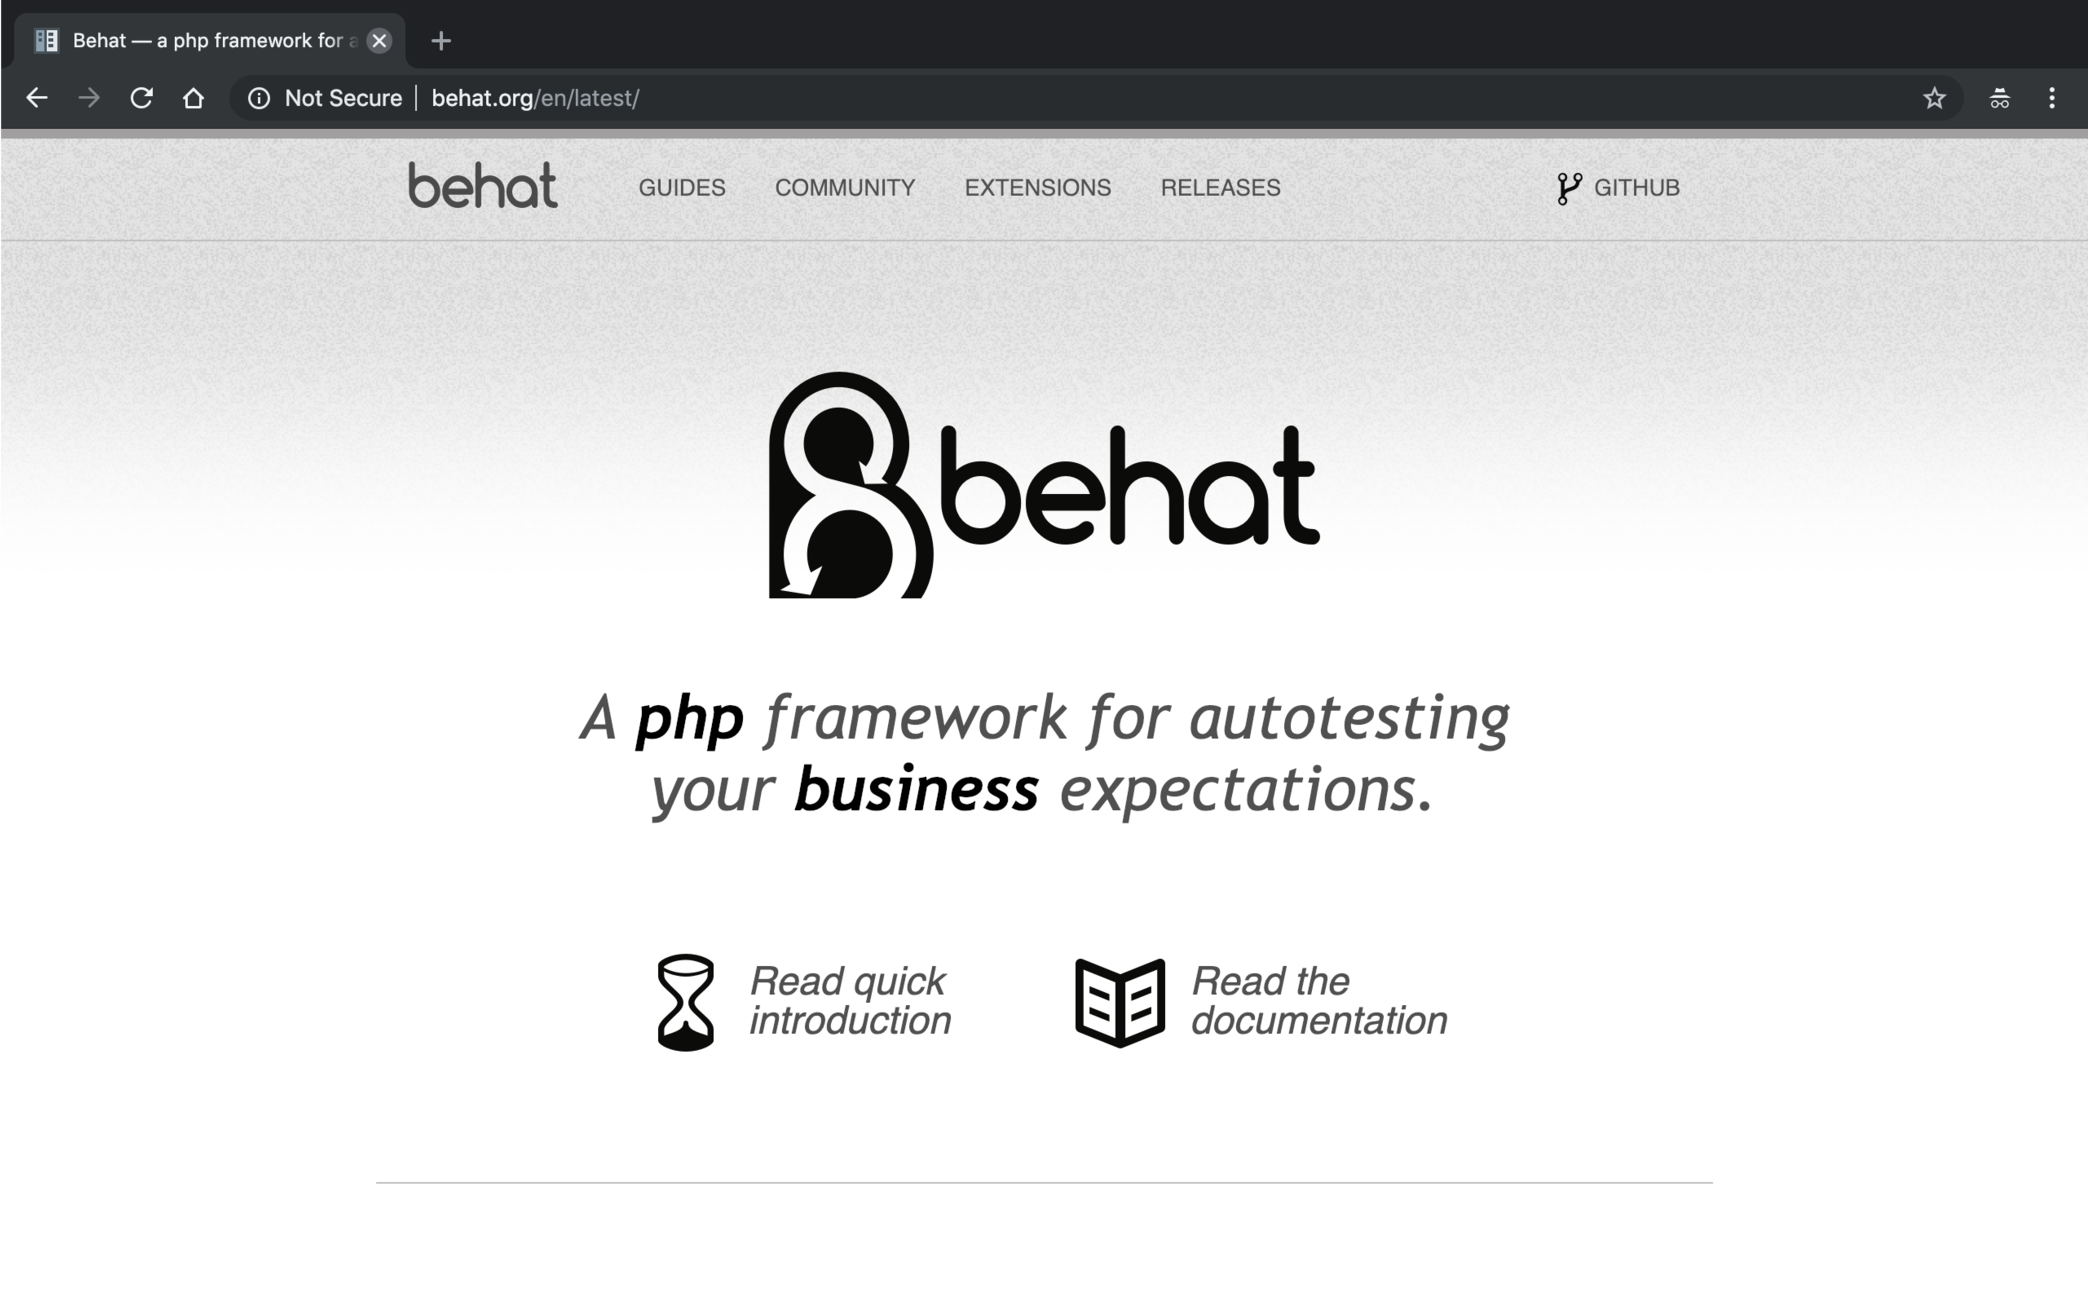 Behat — a php framework for a
Not Secure
behat.org/en/latest/
behat
GUIDES
COMMUNITY
EXTENSIONS
RELEASES
GITHUB
behat
A php framework for autotesting
your business expectations.
Read quick
introduction
Read the
documentation